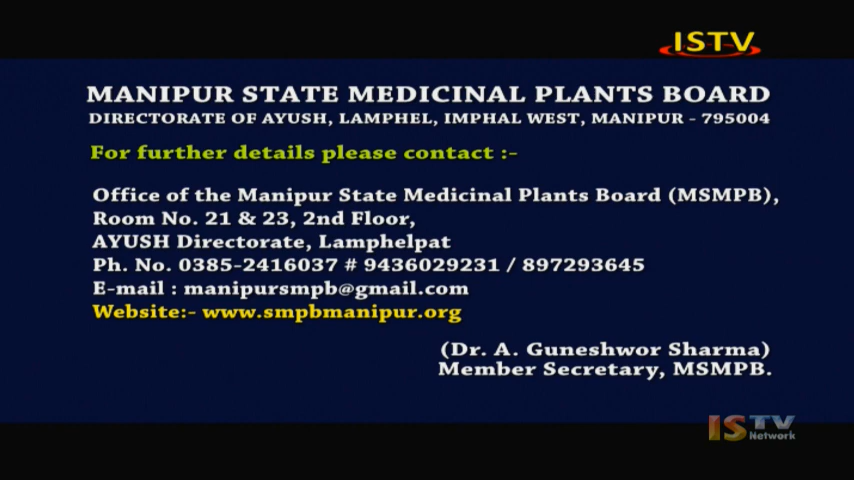 ISTV
MANIPUR STATE MEDICINAL PLANTS BOARD
DIRECTORATE OF AYUSH, LAMPHEL, IMPHAL WEST, MANIPUR - 795004
For further details please contact :-
Office of the Manipur State Medicinal Plants Board (MSMPB),
Room No. 21 & 23, 2nd Floor,
AYUSH Directorate, Lamphelpat
Ph. No. 0385-2416037 # 9436029231 / 897293645
E-mail : manipursmpb@gmail.com
Website:- www.smpbmanipur.org
(Dr. A. Guneshwor Sharma)
Member Secretary, MSMPB.
ISTV
Network